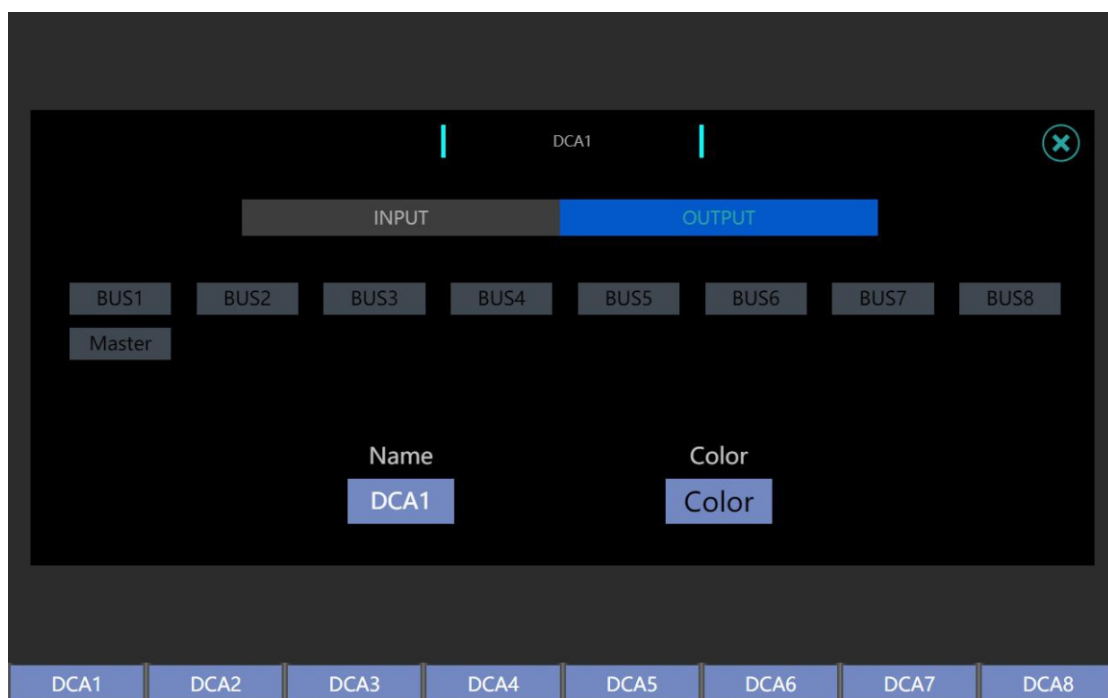 DCA1
INPUT OUTPUT
BUS1 BUS2 BUS3 BUS4 BUS5 BUS6 BUS7 BUS8
Master
Name Color
DCA1 Color
DCA1 DCA2 DCA3 DCA4 DCA5 DCA6 DCA7 DCA8